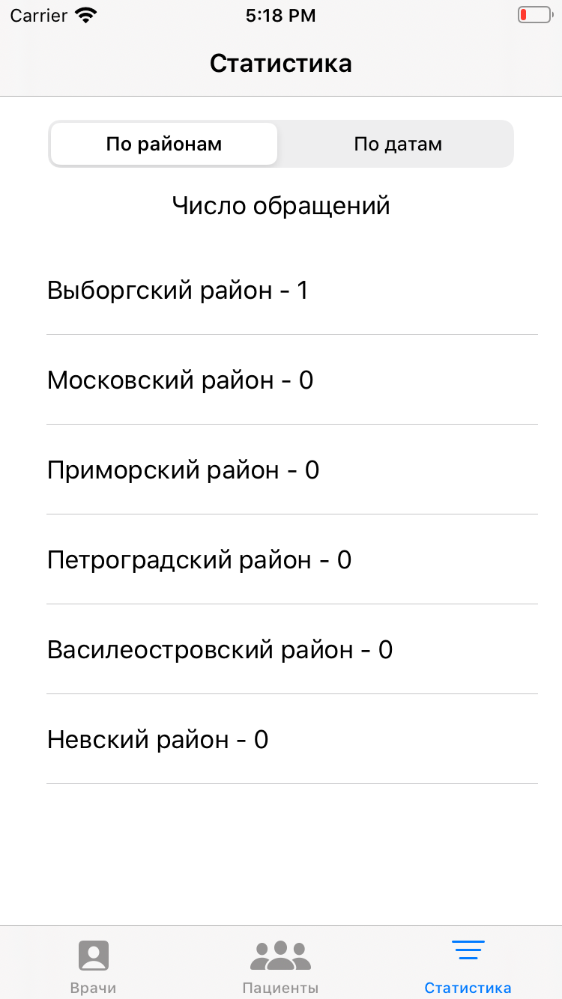 Carrier 5:18 PM
Статистика
По районам По датам
Число обращений
Выборгский район - 1
Московский район - 0
Приморский район - 0
Петроградский район - 0
Василеостровский район - 0
Невский район - 0
Врачи Пациенты Статистика